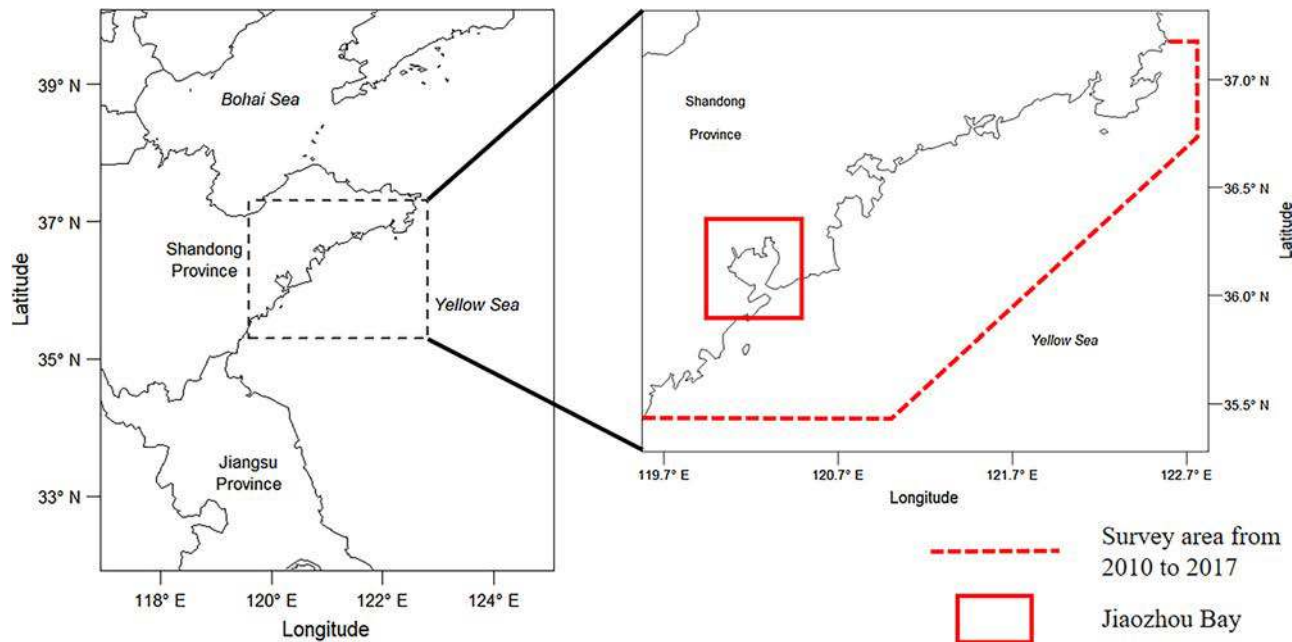 39° N
37° N
35° N
33° N
Latitude
Bohai Sea
Shandong
Province
Yellow Sea
Jiangsu
Province
118° E
120° E
122° E
124° E
Longitude
Shandong
Province
Yellow Sea
37.0° N
36.5° N
36.0° N
35.5° N
Latitude
119.7° E
120.7° E
121.7° E
122.7° E
Longitude
Survey area from
2010 to 2017
Jiaozhou Bay